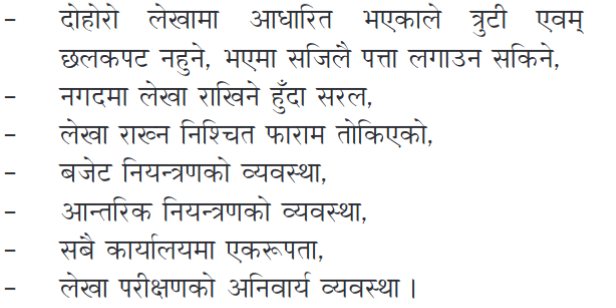 – दोहोरो लेखामा आधारित भएकाले त्रुटी एवम्
छलकपट नहुने, भएमा सजिलै पत्ता लगाउन सकिने,
– नगदमा लेखा राखिने हुँदा सरल,
– लेखा राख्न निश्चित फाराम तोकिएको,
– बजेट नियन्त्रणको व्यवस्था,
– आन्तरिक नियन्त्रणको व्यवस्था,
– सबै कार्यालयमा एकरूपता,
– लेखा परीक्षणको अनिवार्य व्यवस्था ।